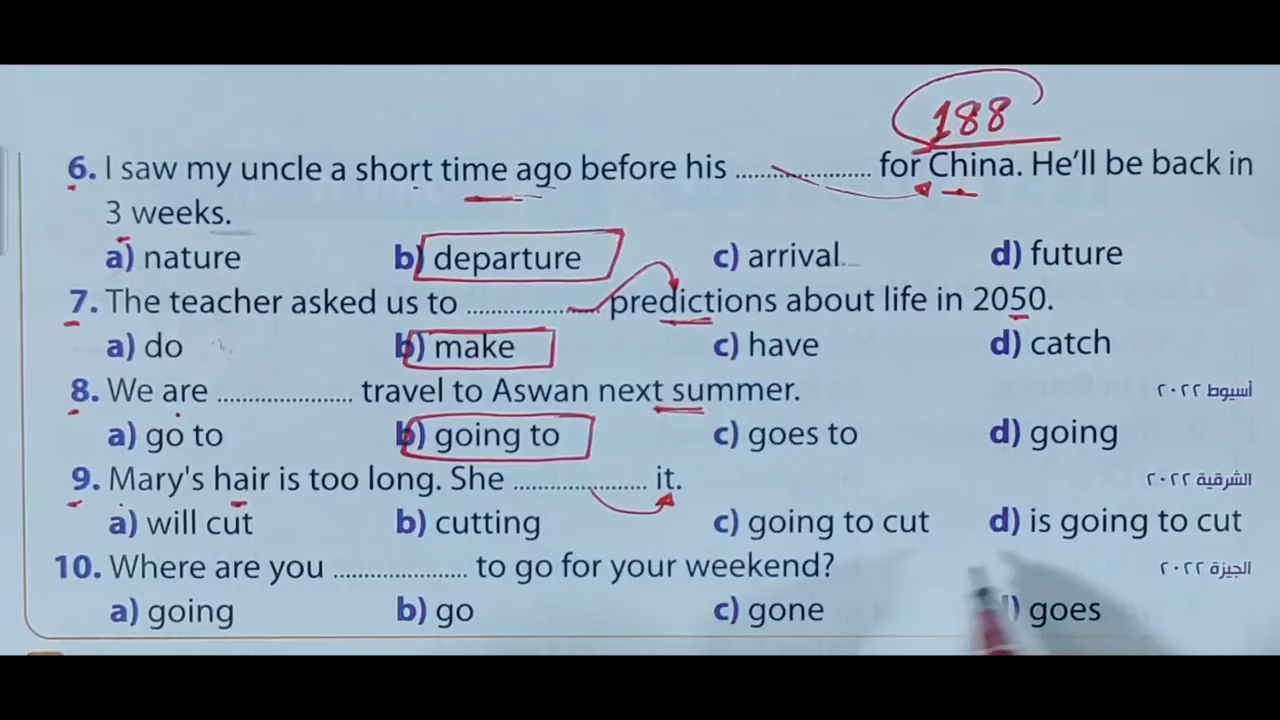 188
6. I saw my uncle a short time ago before his .................... for China. He'll be back in
3 weeks.
a) nature b) departure c) arrival d) future
7. The teacher asked us to .................... predictions about life in 2050.
a) do b) make c) have d) catch
8. We are .................... travel to Aswan next summer. أسيوط ٢٠٢٢
a) go to b) going to c) goes to d) going
9. Mary's hair is too long. She .................... it. الشرقية ٢٠٢٢
a) will cut b) cutting c) going to cut d) is going to cut
10. Where are you .................... to go for your weekend? الجيزة ٢٠٢٢
a) going b) go c) gone d) goes